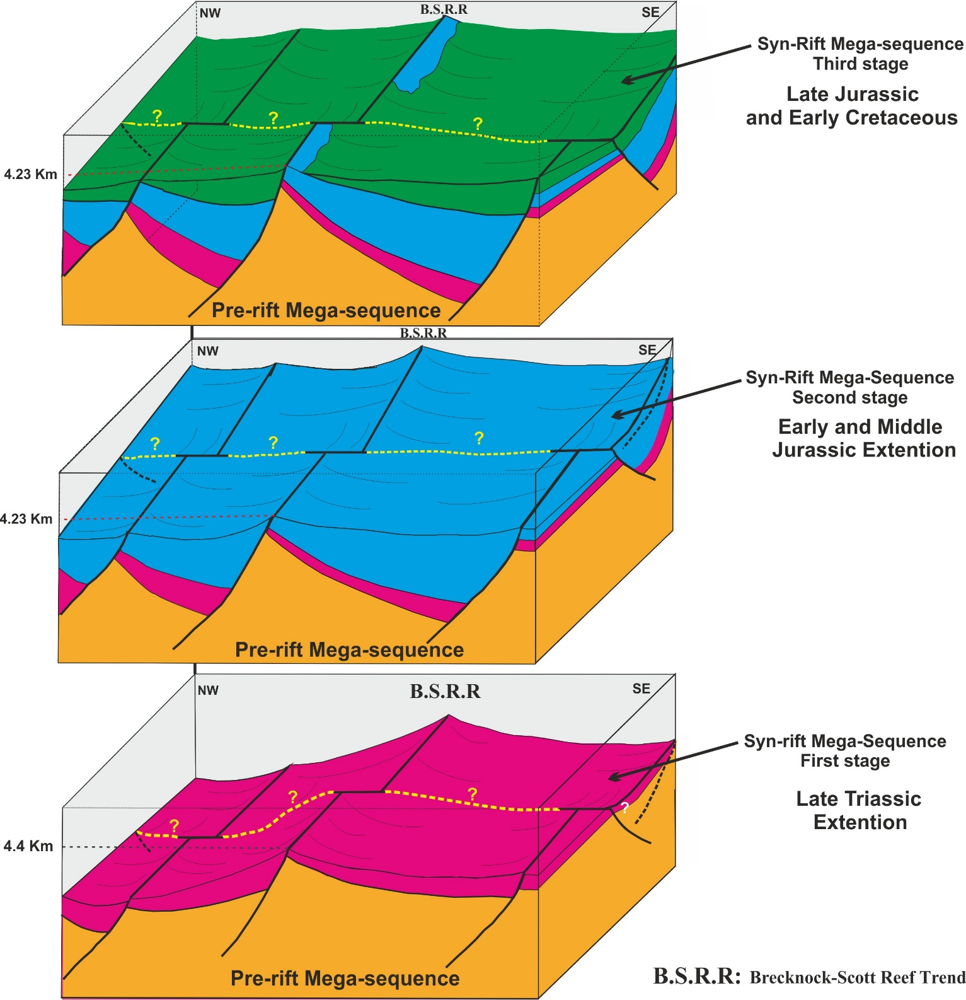 B.S.R.R
NW
SE
Syn-Rift Mega-sequence
Third stage
Late Jurassic
and Early Cretaceous
?
?
?
4.23 Km
Pre-rift Mega-sequence
B.S.R.R
NW
SE
Syn-Rift Mega-Sequence
Second stage
Early and Middle
Jurassic Extention
?
?
?
4.23 Km
Pre-rift Mega-sequence
NW
B.S.R.R
SE
Syn-rift Mega-Sequence
First stage
Late Triassic
Extention
?
?
?
?
4.4 Km
Pre-rift Mega-sequence
B.S.R.R: Brecknock-Scott Reef Trend